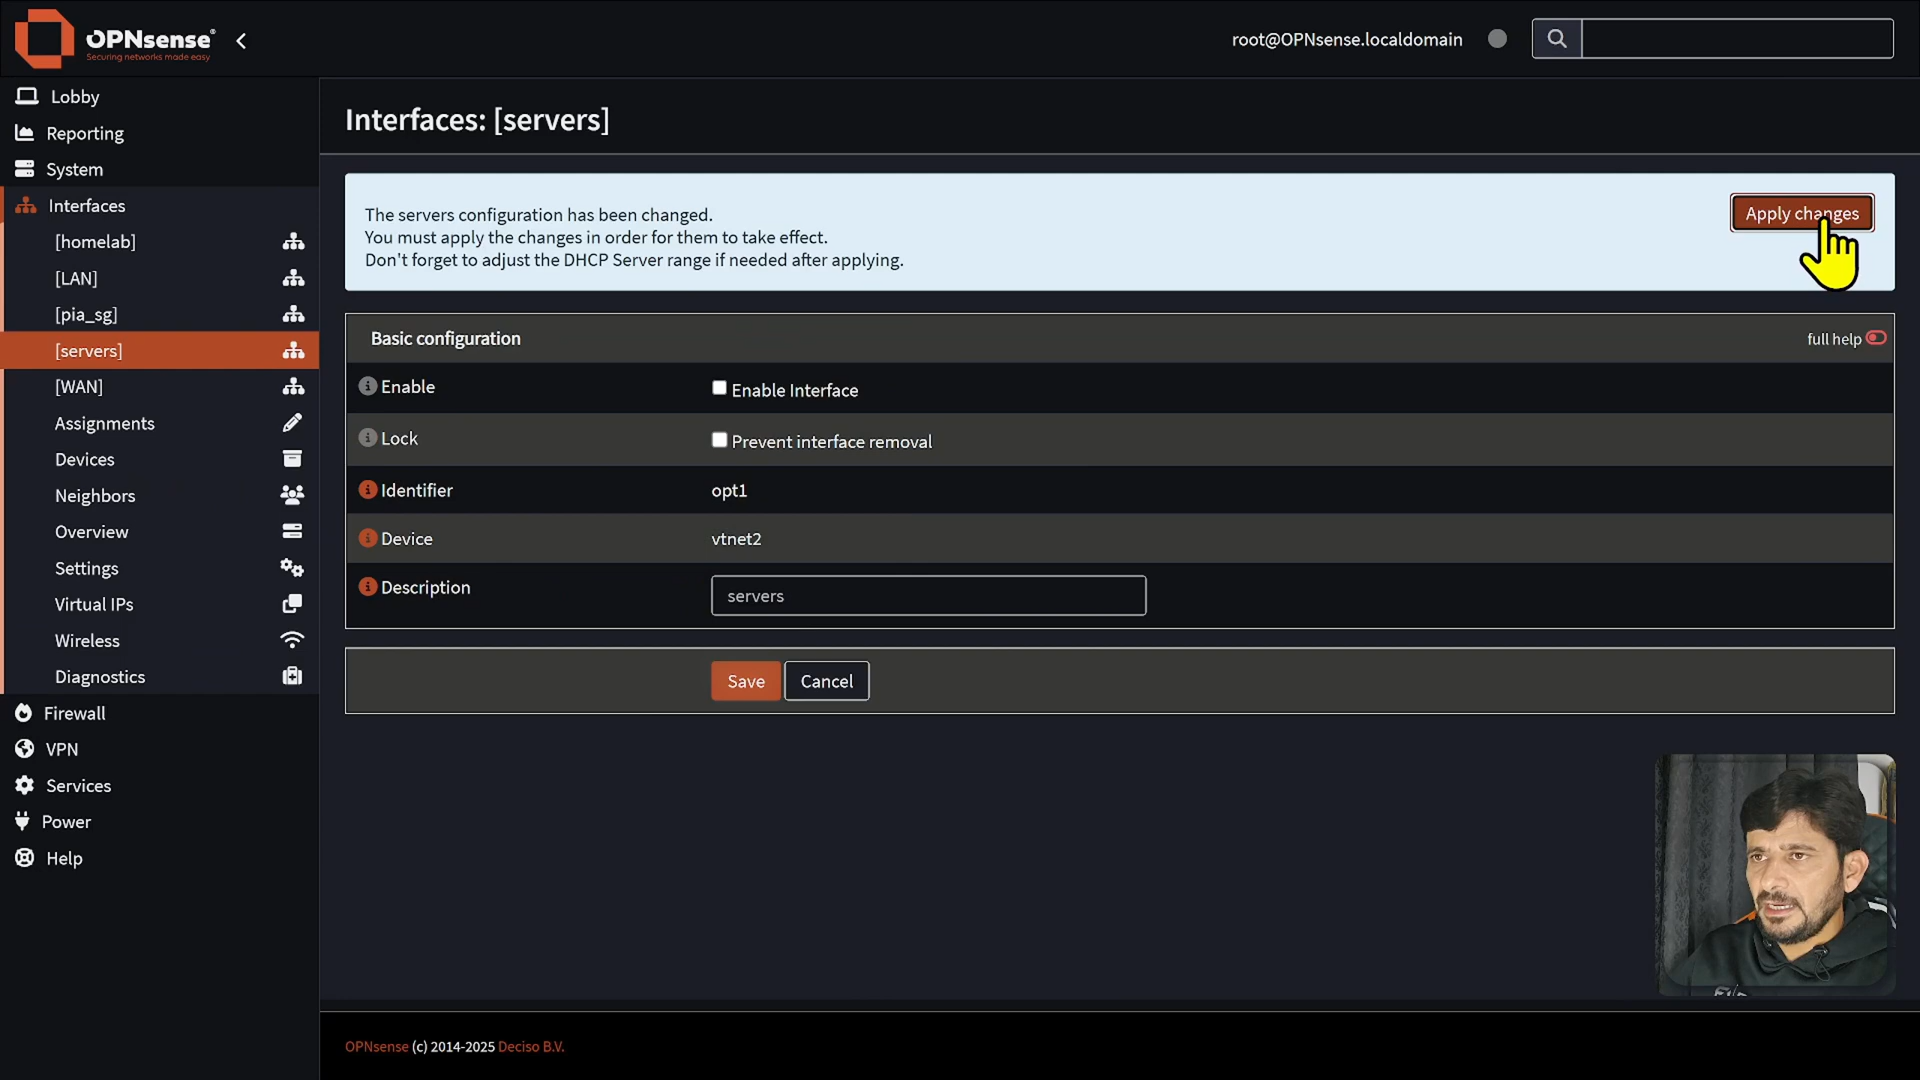 OPNsense®
Securing networks made easy
root@OPNsense.localdomain
Lobby
Reporting
System
Interfaces
[homelab]
[LAN]
[pia_sg]
[servers]
[WAN]
Assignments
Devices
Neighbors
Overview
Settings
Virtual IPs
Wireless
Diagnostics
Firewall
VPN
Services
Power
Help
Interfaces: [servers]
The servers configuration has been changed.
You must apply the changes in order for them to take effect.
Don't forget to adjust the DHCP Server range if needed after applying.
Apply changes
Basic configuration
full help
Enable
Enable Interface
Lock
Prevent interface removal
Identifier
opt1
Device
vtnet2
Description
servers
Save
Cancel
OPNsense (c) 2014-2025 Deciso B.V.